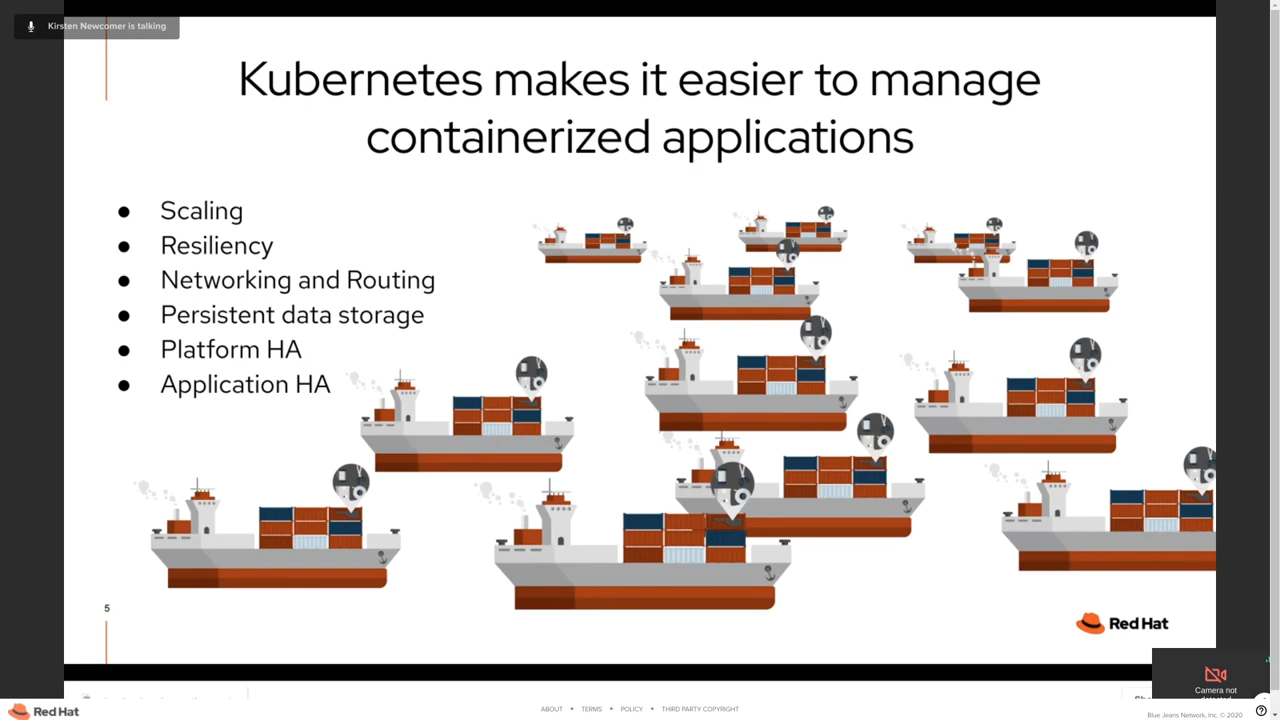 Kirsten Newcomer is talking
Kubernetes makes it easier to manage
containerized applications
● Scaling
● Resiliency
● Networking and Routing
● Persistent data storage
● Platform HA
● Application HA
5
Red Hat
Camera not
Red Hat
ABOUT • TERMS • POLICY • THIRD PARTY COPYRIGHT
Blue Jeans Network, Inc. © 2020